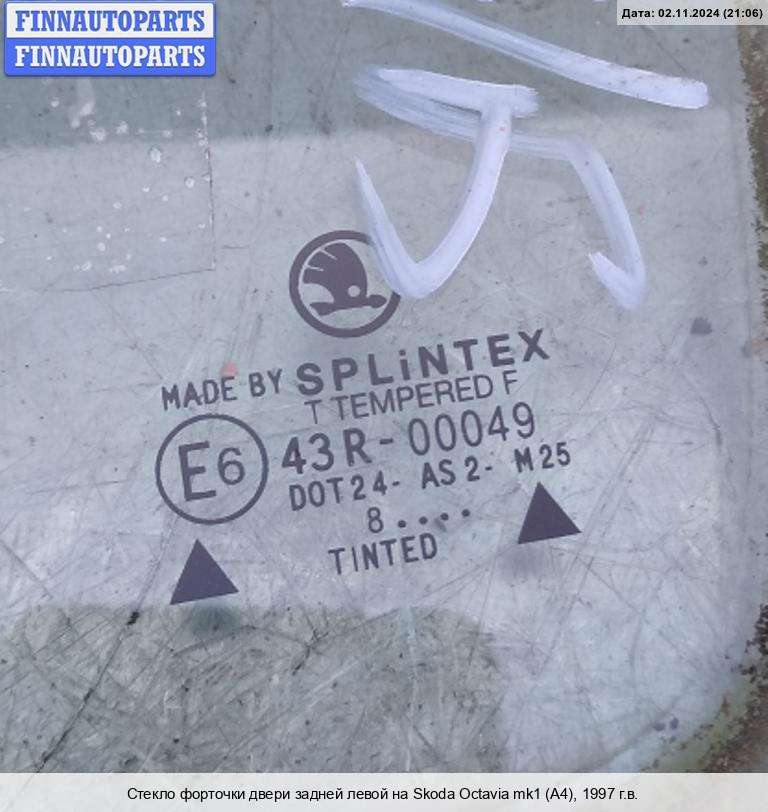 FINNAUTOPARTS
FINNAUTOPARTS
Дата: 02.11.2024 (21:06)
MADE BY SPLiNTEX
T TEMPERED F
E6 43R-00049
DOT24- AS2- M25
8....
TINTED
Стекло форточки двери задней левой на Skoda Octavia mk1 (A4), 1997 г.в.